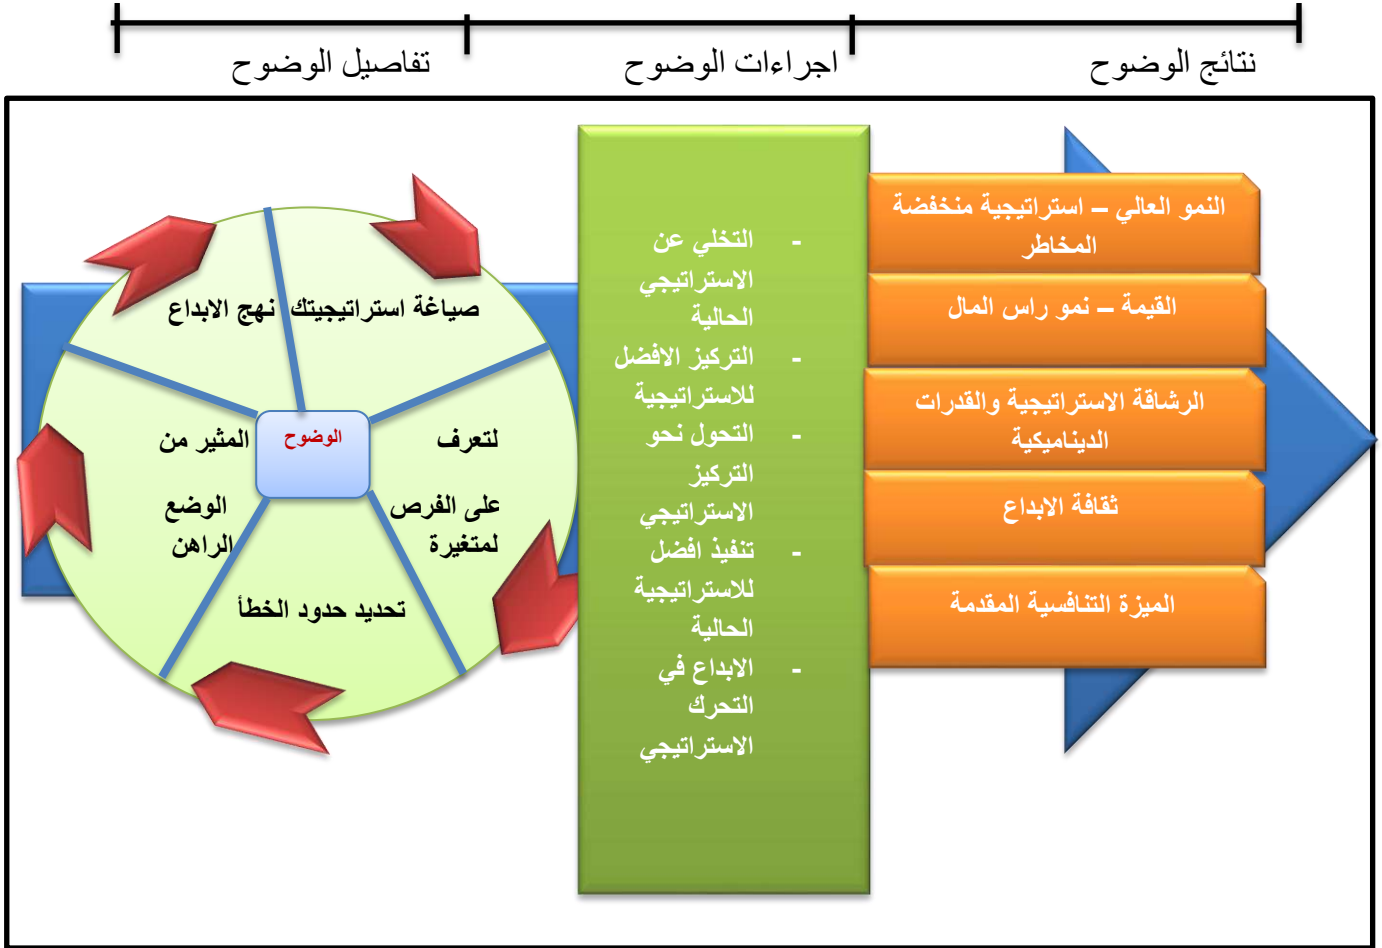 نتائج الوضوح
اجراءات الوضوح
تفاصيل الوضوح
النمو العالي – استراتيجية منخفضة
المخاطر
القيمة – نمو راس المال
الرشاقة الاستراتيجية والقدرات
الديناميكية
ثقافة الابداع
الميزة التنافسية المقدمة
- التخلي عن
الاستراتيجي
الحالية
- التركيز الافضل
للاستراتيجية
- التحول نحو
التركيز
الاستراتيجي
- تنفيذ افضل
للاستراتيجية
الحالية
- الابداع في
التحرك
الاستراتيجي
صياغة استراتيجيتك
نهج الابداع
لتعرف
على الفرص
لمتغيرة
تحديد حدود الخطأ
المثير من
الوضع
الراهن
الوضوح